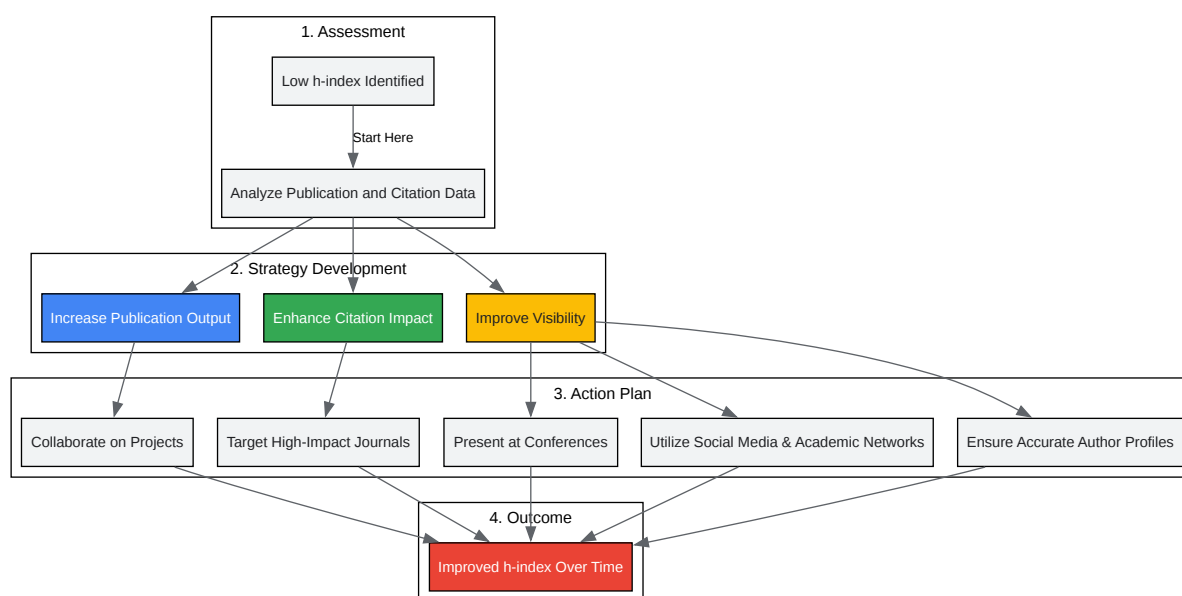 1. Assessment
Low h-index Identified
Start Here
Analyze Publication and Citation Data
2. Strategy Development
Increase Publication Output
Enhance Citation Impact
Improve Visibility
3. Action Plan
Collaborate on Projects
Target High-Impact Journals
Present at Conferences
Utilize Social Media & Academic Networks
Ensure Accurate Author Profiles
4. Outcome
Improved h-index Over Time